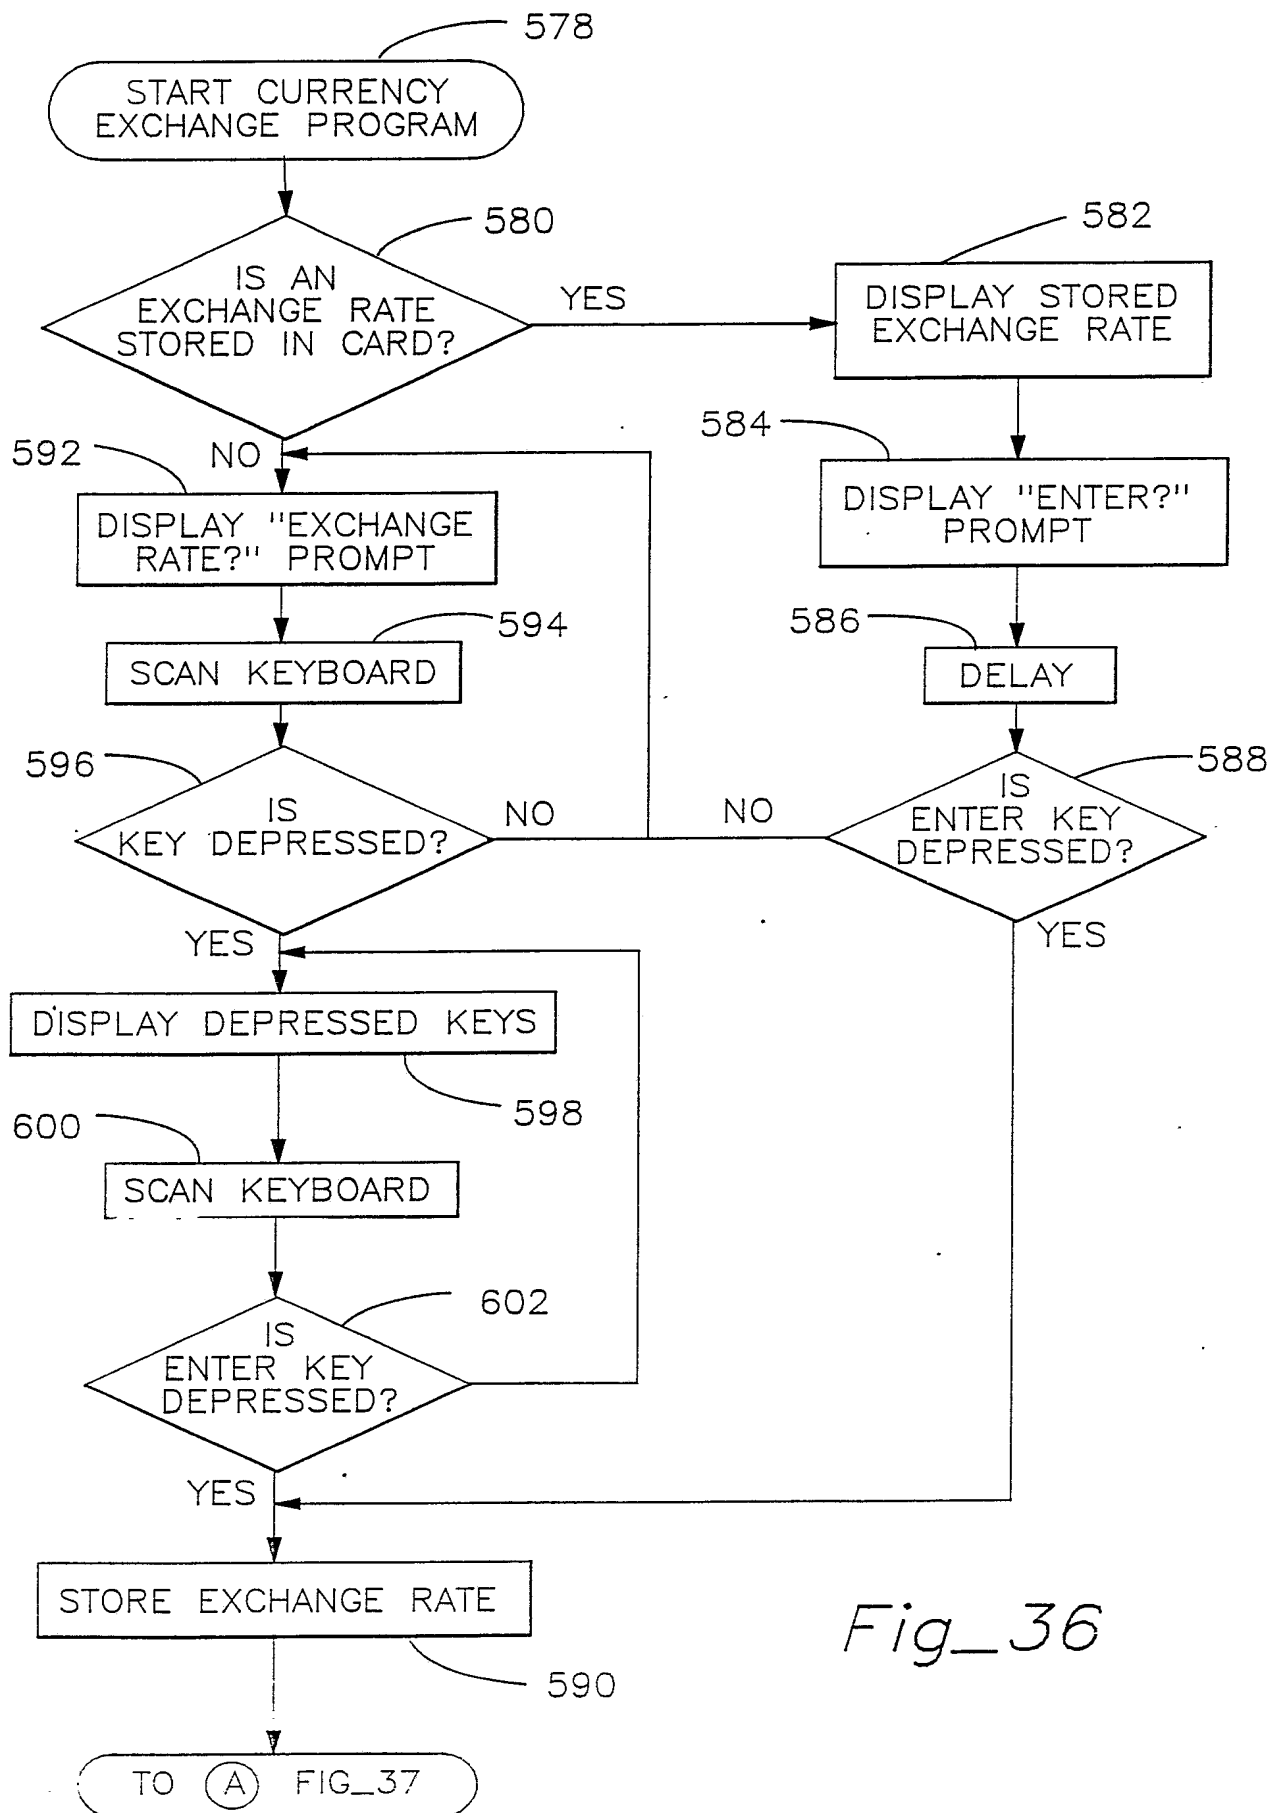 578
START CURRENCY
EXCHANGE PROGRAM
580
IS AN
EXCHANGE RATE
STORED IN CARD?
YES
582
DISPLAY STORED
EXCHANGE RATE
584
DISPLAY "ENTER?"
PROMPT
586
DELAY
588
IS
ENTER KEY
DEPRESSED?
NO
YES
NO
592
DISPLAY "EXCHANGE
RATE?" PROMPT
594
SCAN KEYBOARD
596
IS
KEY DEPRESSED?
NO
YES
DISPLAY DEPRESSED KEYS
598
600
SCAN KEYBOARD
602
IS
ENTER KEY
DEPRESSED?
YES
STORE EXCHANGE RATE
590
TO A FIG_37
Fig_36